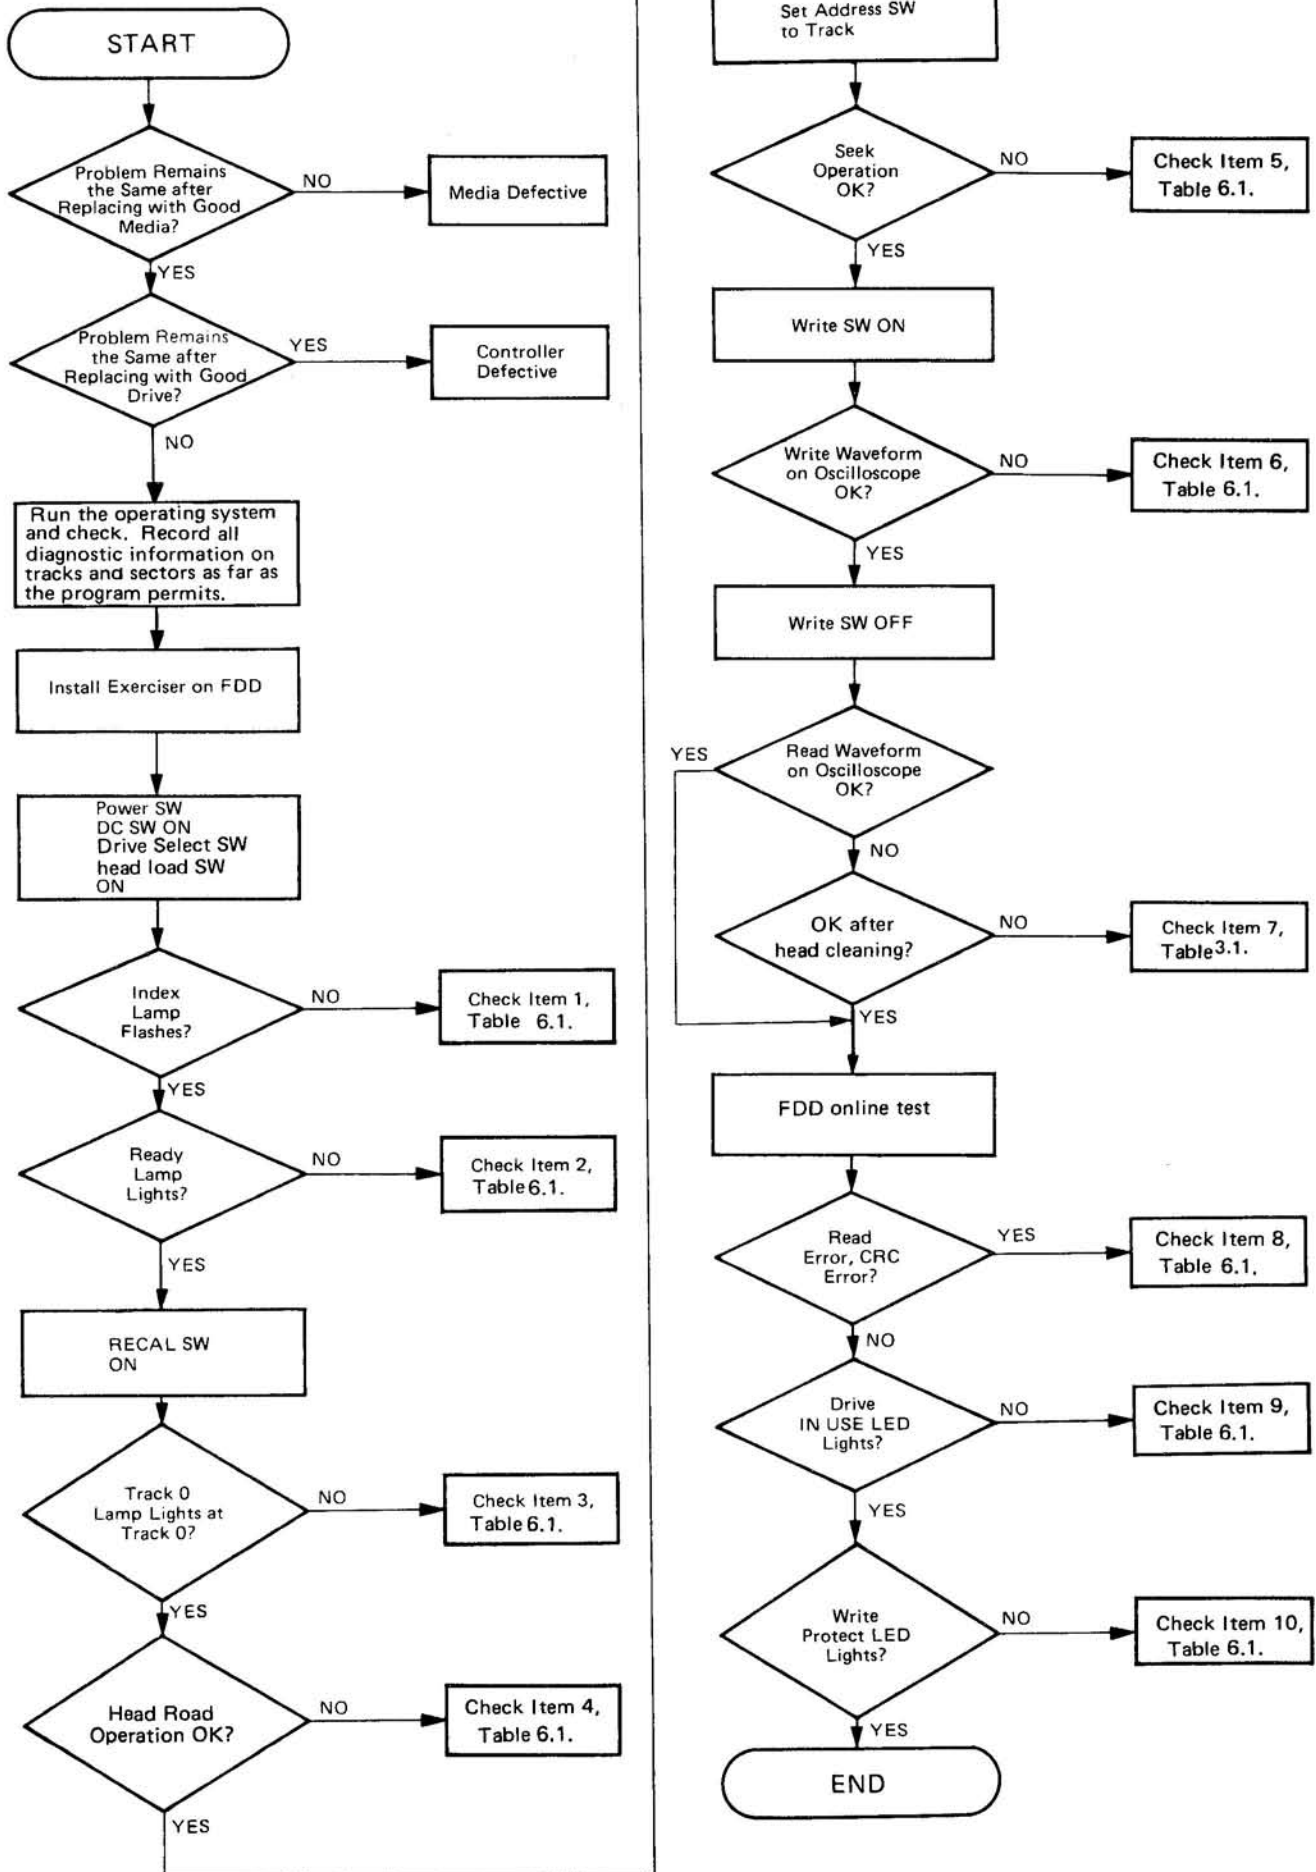 START
Problem Remains
the Same after
Replacing with Good
Media?
NO
Media Defective
YES
Problem Remains
the Same after
Replacing with Good
Drive?
YES
Controller
Defective
NO
Run the operating system
and check. Record all
diagnostic information on
tracks and sectors as far as
the program permits.
Install Exerciser on FDD
Power SW
DC SW ON
Drive Select SW
head load SW
ON
Index
Lamp
Flashes?
NO
Check Item 1,
Table 6.1.
YES
Ready
Lamp
Lights?
NO
Check Item 2,
Table 6.1.
YES
RECAL SW
ON
Track 0
Lamp Lights at
Track 0?
NO
Check Item 3,
Table 6.1.
YES
Head Road
Operation OK?
NO
Check Item 4,
Table 6.1.
YES
Set Address SW
to Track
Seek
Operation
OK?
NO
Check Item 5,
Table 6.1.
YES
Write SW ON
Write Waveform
on Oscilloscope
OK?
NO
Check Item 6,
Table 6.1.
YES
Write SW OFF
YES
Read Waveform
on Oscilloscope
OK?
NO
OK after
head cleaning?
NO
Check Item 7,
Table 3.1.
YES
FDD online test
Read
Error, CRC
Error?
YES
Check Item 8,
Table 6.1.
NO
Drive
IN USE LED
Lights?
NO
Check Item 9,
Table 6.1.
YES
Write
Protect LED
Lights?
NO
Check Item 10,
Table 6.1.
YES
END